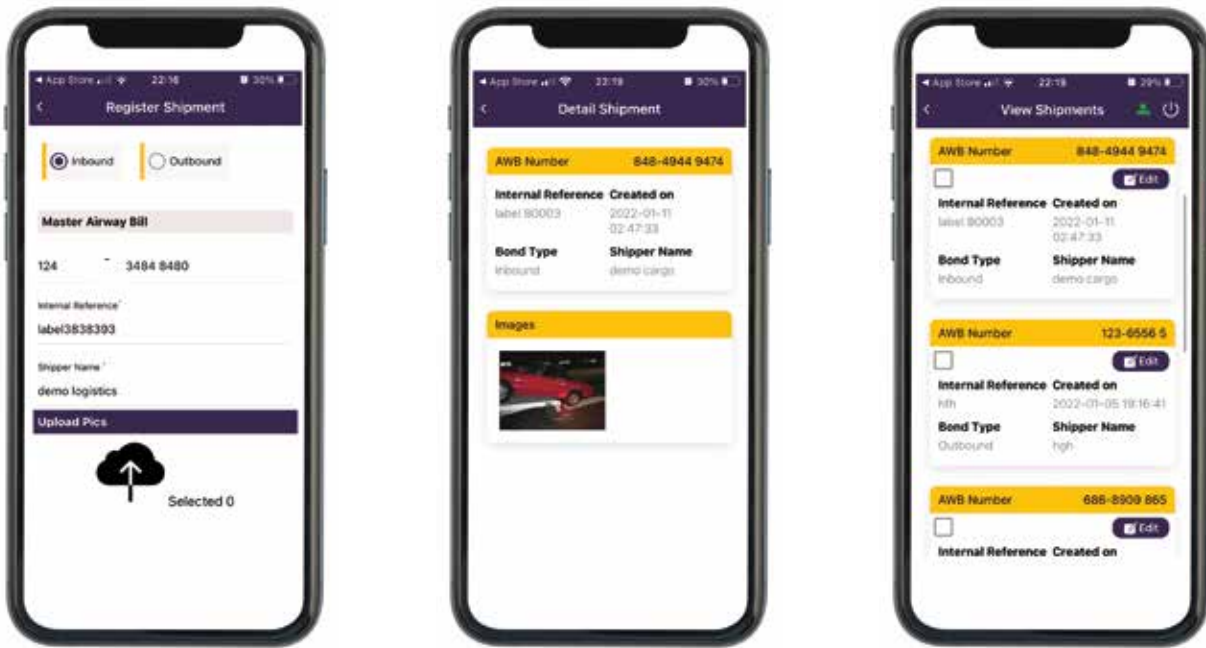 App Store 22:16 30%
Register Shipment
Inbound Outbound
Master Airway Bill
124 - 3484 8480
Internal Reference*
label3838393
Shipper Name *
demo logistics
Upload Pics
Selected 0
App Store 22:19 30%
Detail Shipment
AWB Number 848-4944 9474
Internal Reference Created on
label 80003 2022-01-11
02:47:33
Bond Type Shipper Name
Inbound demo cargo
Images
App Store 22:19 29%
View Shipments
AWB Number 848-4944 9474
Edit
Internal Reference Created on
label 80003 2022-01-11
02:47:33
Bond Type Shipper Name
Inbound demo cargo
AWB Number 123-6556 5
Edit
Internal Reference Created on
2022-01-05 19:16:41
Bond Type Shipper Name
Outbound hgh
AWB Number 686-8909 865
Edit
Internal Reference Created on